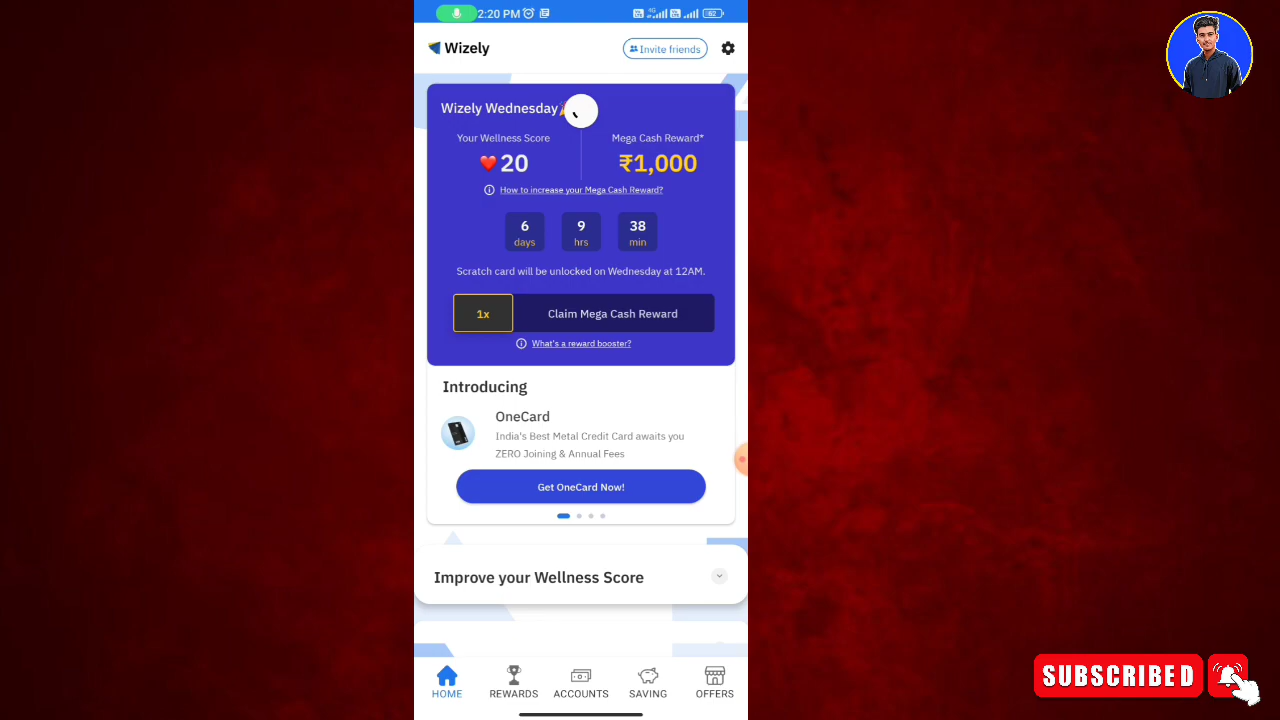 2:20 PM
4G
62
Wizely
Invite friends
Wizely Wednesday
Your Wellness Score
Mega Cash Reward*
20
₹1,000
How to increase your Mega Cash Reward?
6 9 38
days hrs min
Scratch card will be unlocked on Wednesday at 12AM.
1x
Claim Mega Cash Reward
What's a reward booster?
Introducing
OneCard
India's Best Metal Credit Card awaits you
ZERO Joining & Annual Fees
Get OneCard Now!
Improve your Wellness Score
HOME REWARDS ACCOUNTS SAVING OFFERS
SUBSCRIBED